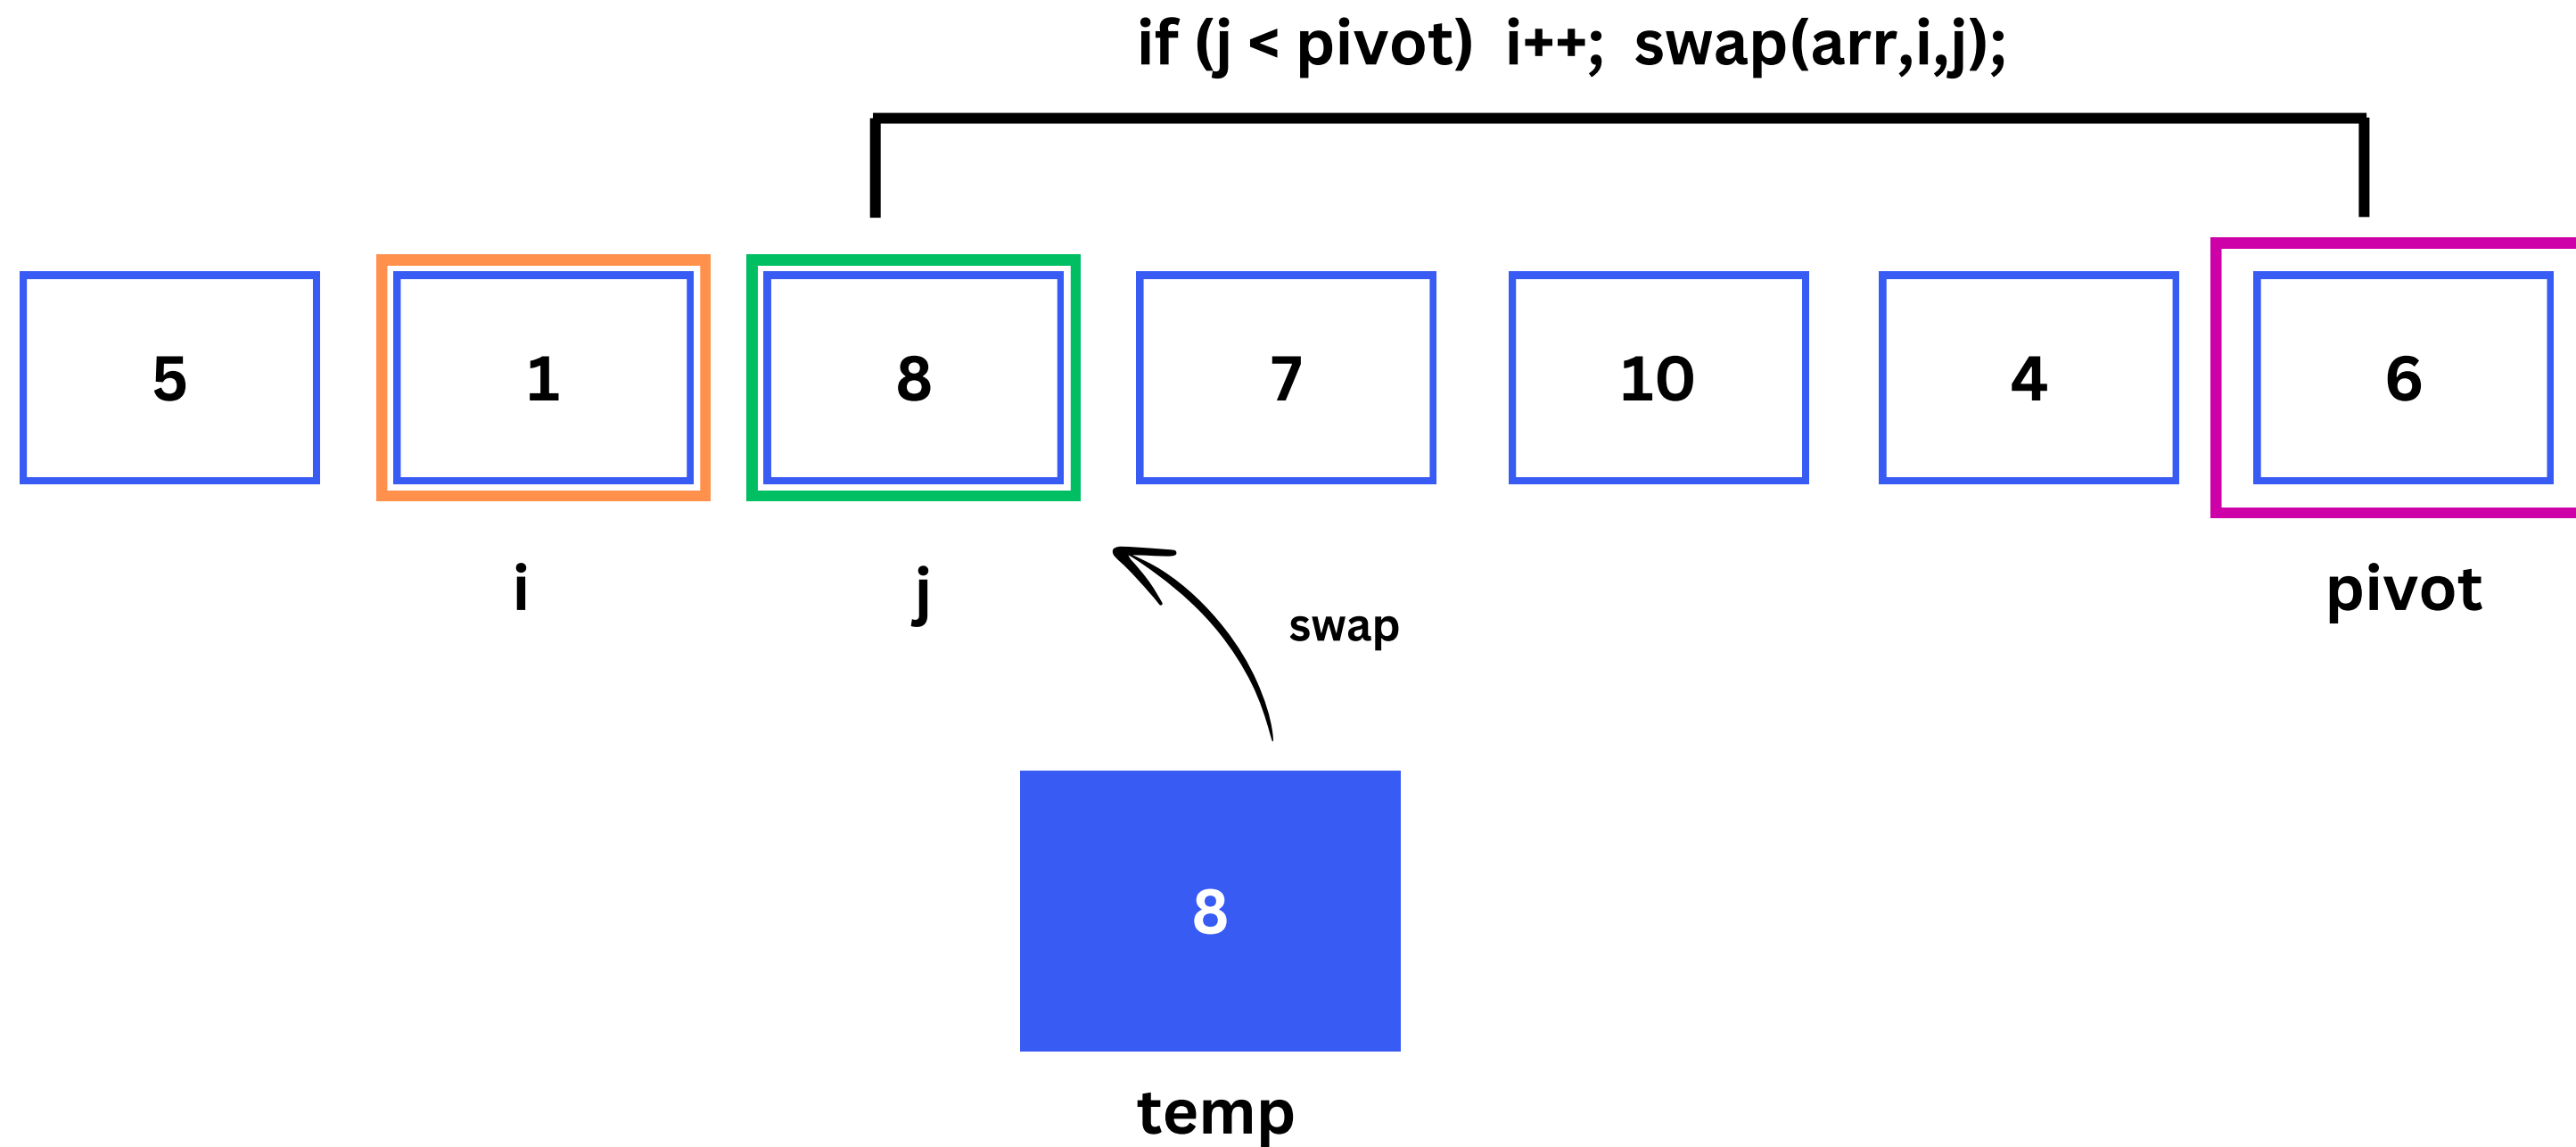 if (j < pivot)  i++;  swap(arr,i,j);
5 1 8 7 10 4 6
i j pivot
swap
8
temp